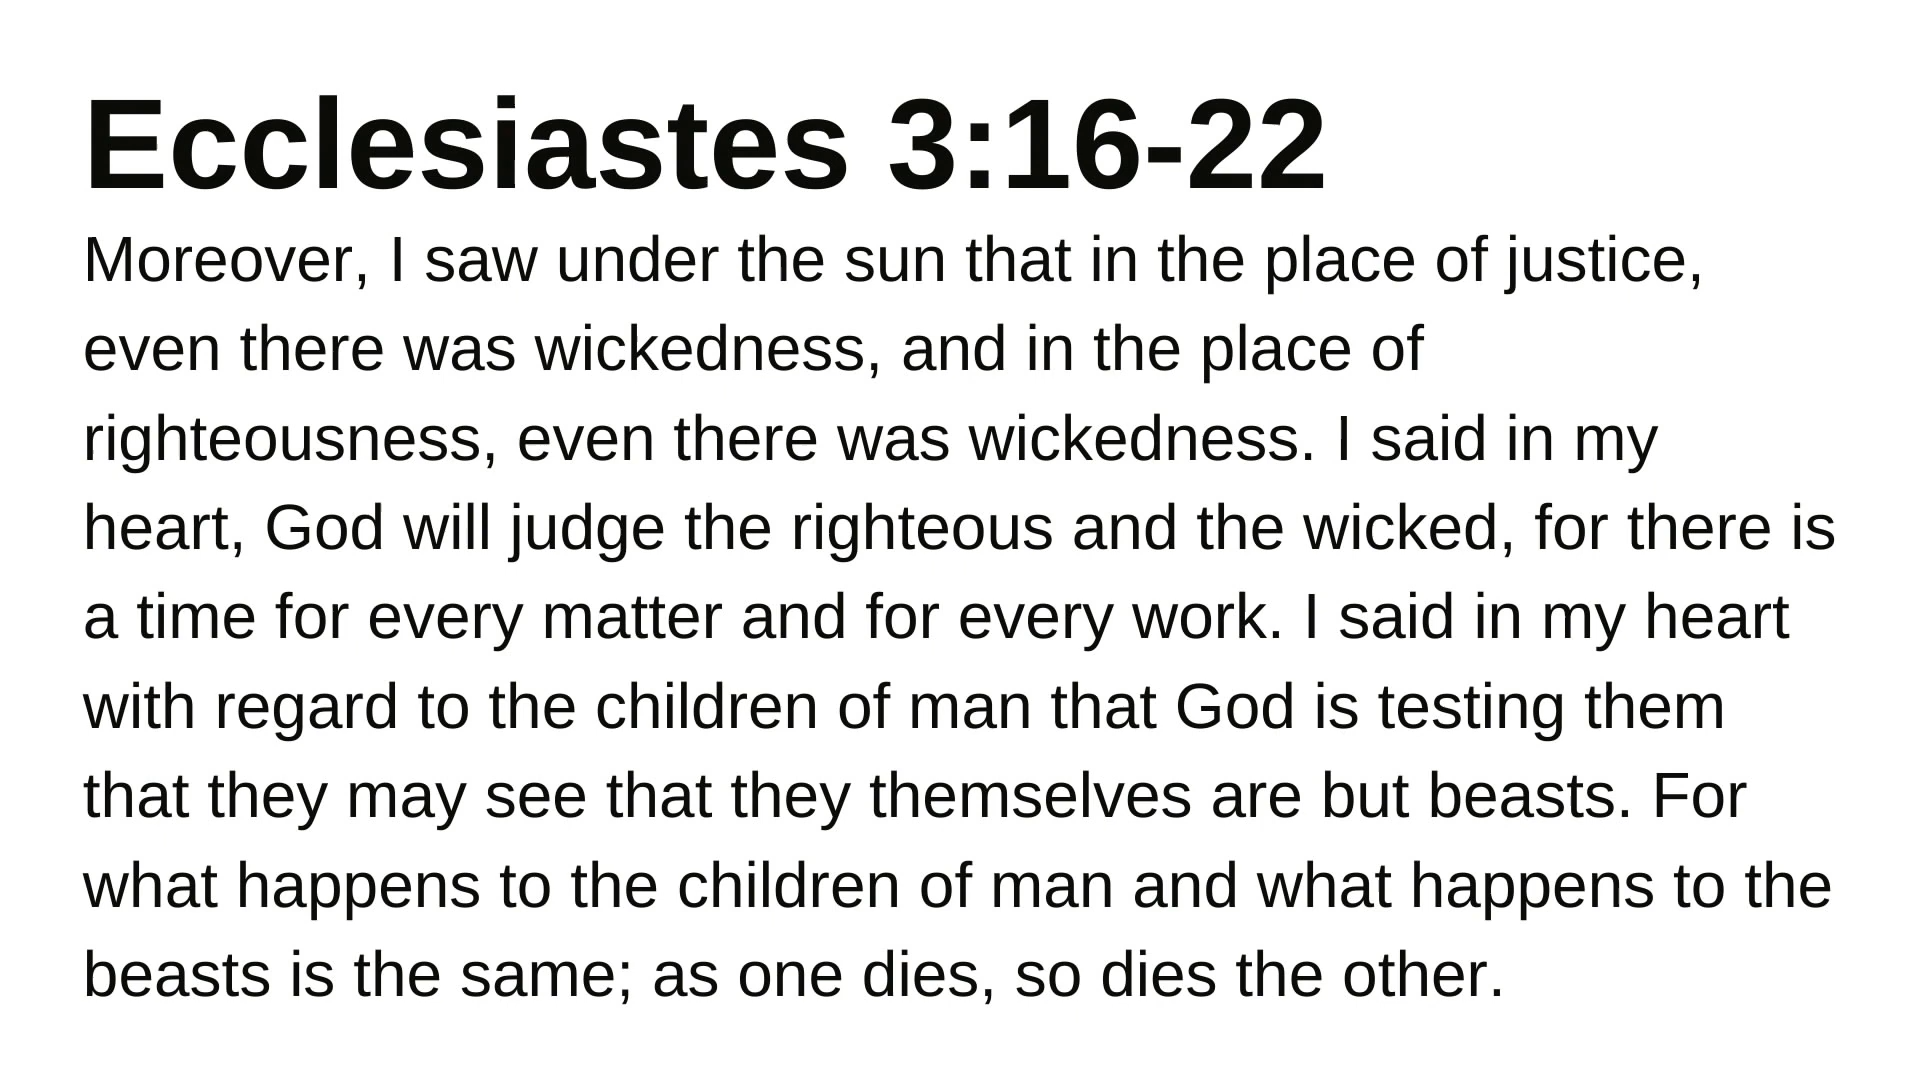 Ecclesiastes 3:16-22
Moreover, I saw under the sun that in the place of justice,
even there was wickedness, and in the place of
righteousness, even there was wickedness. I said in my
heart, God will judge the righteous and the wicked, for there is
a time for every matter and for every work. I said in my heart
with regard to the children of man that God is testing them
that they may see that they themselves are but beasts. For
what happens to the children of man and what happens to the
beasts is the same; as one dies, so dies the other.